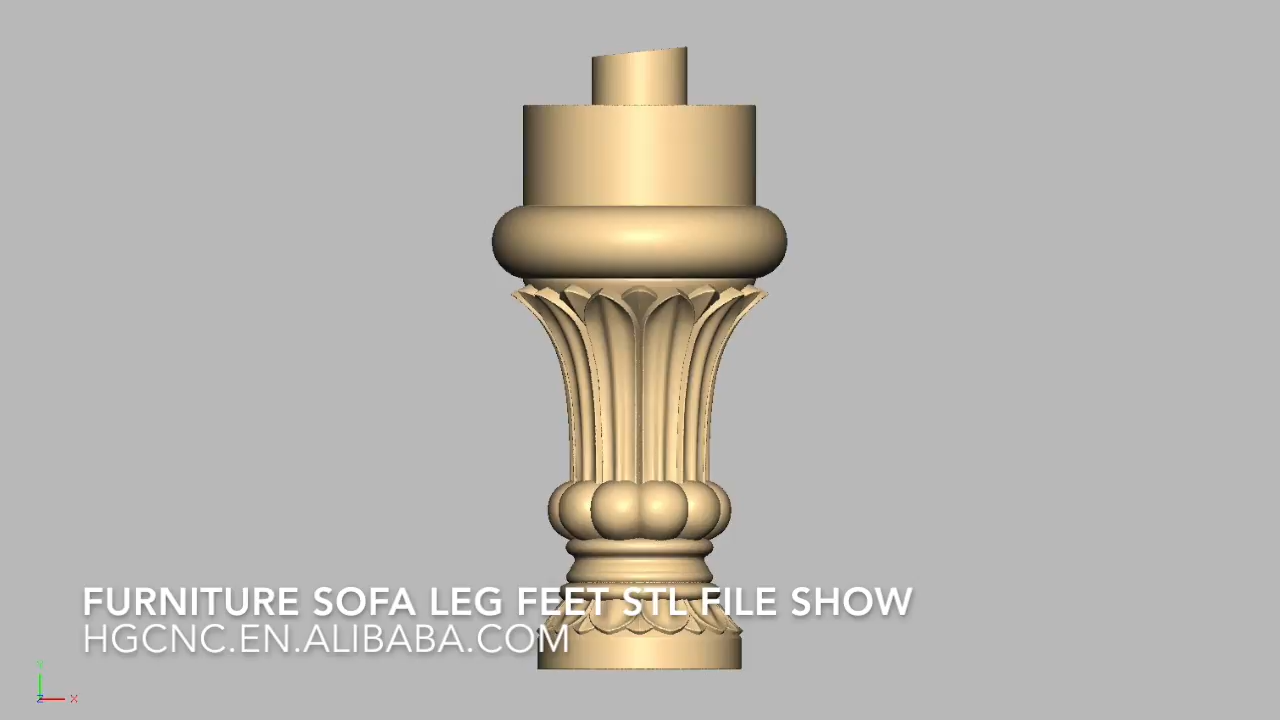 FURNITURE SOFA LEG FEET STL FILE SHOW
HGCNC.EN.ALIBABA.COM
Y
Z X